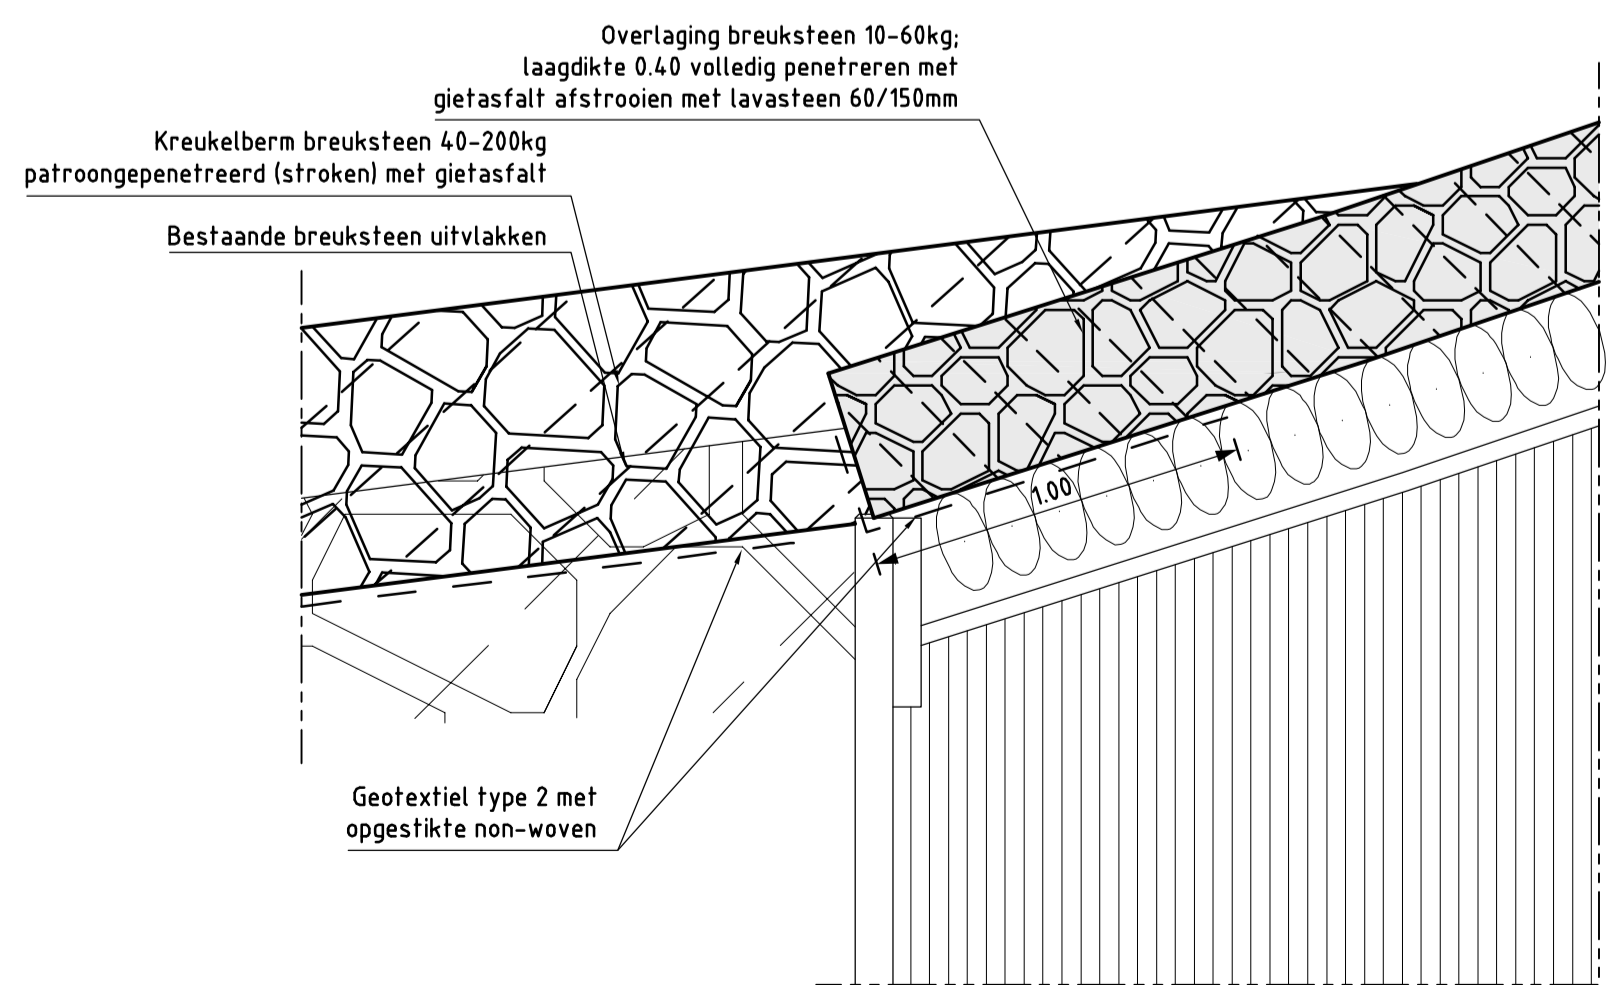 Overlaging breuksteen 10-60kg;
laagdikte 0.40 volledig penetreren met
gietasfalt afstrooien met lavasteen 60/150mm
Kreukelberm breuksteen 40-200kg
patroongepenetreerd (stroken) met gietasfalt
Bestaande breuksteen uitvlakken
1.00
Geotextiel type 2 met
opgestikte non-woven